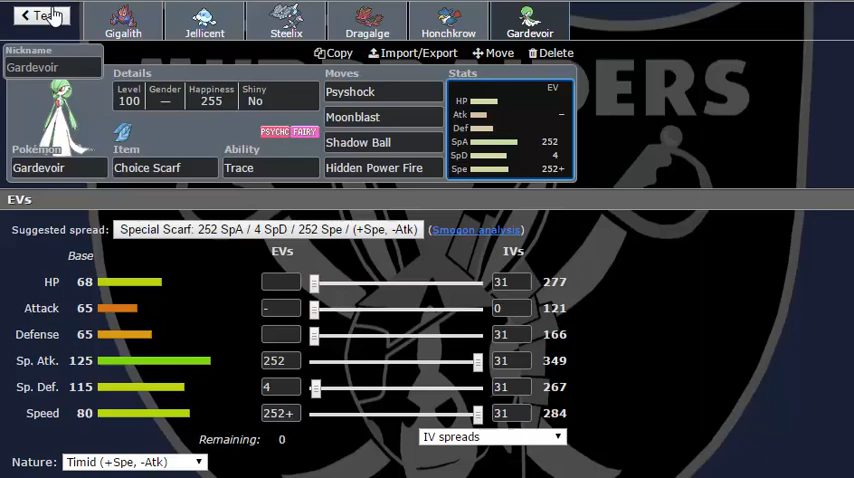 Team
Gigalith Jellicent Steelix Dragalge Honchkrow Gardevoir
Copy Import/Export Move Delete
Nickname
Gardevoir
Details
Level Gender Happiness Shiny
100 — 255 No
PSYCHC FAIRY
Pokémon Item Ability
Gardevoir Choice Scarf Trace
Moves
Psyshock
Moonblast
Shadow Ball
Hidden Power Fire
Stats
EV
HP
Atk –
Def
SpA 252
SpD 4
Spe 252+
RAIDERS
EVs
Suggested spread: Special Scarf: 252 SpA / 4 SpD / 252 Spe / (+Spe, -Atk) (Smogon analysis)
Base EVs IVs
HP 68 31 277
Attack 65 - 0 121
Defense 65 31 166
Sp. Atk. 125 252 31 349
Sp. Def. 115 4 31 267
Speed 80 252+ 31 284
Remaining: 0 IV spreads
Nature: Timid (+Spe, -Atk)